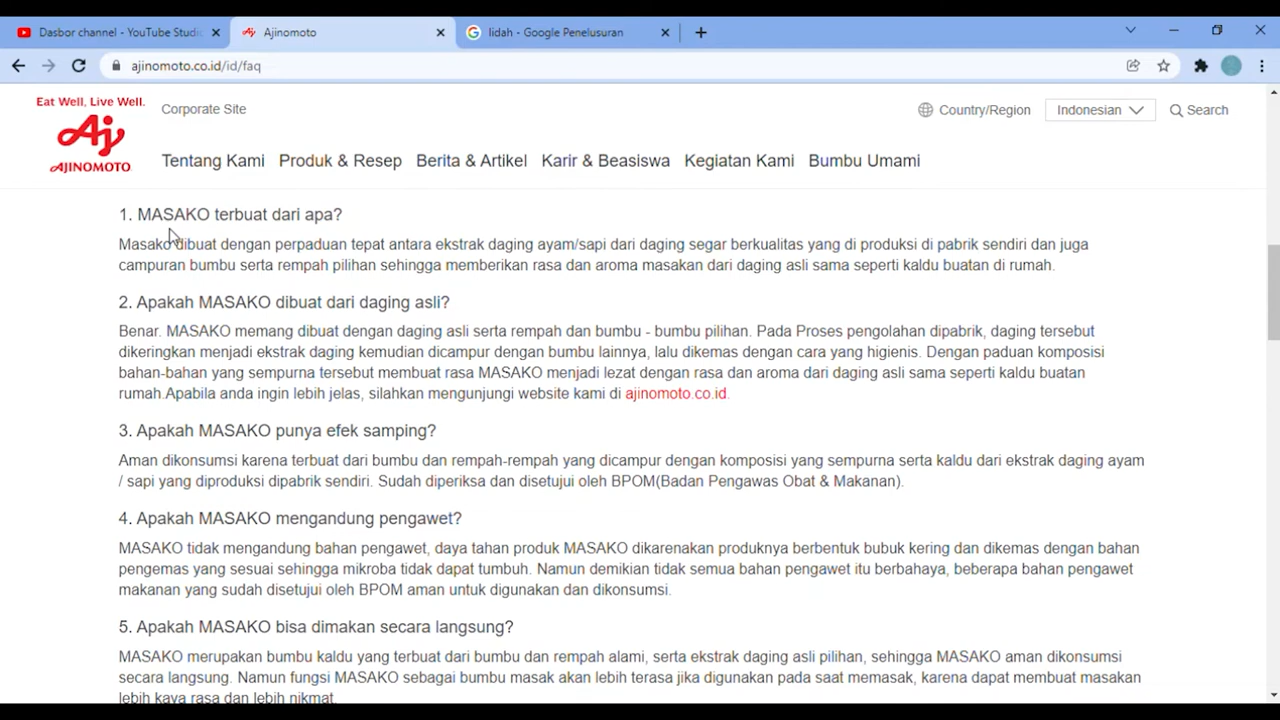 Dasbor channel - YouTube Studio
Ajinomoto
lidah - Google Penelusuran
ajinomoto.co.id/id/faq
Eat Well, Live Well.
AJINOMOTO
Corporate Site
Country/Region
Indonesian
Search
Tentang Kami Produk & Resep Berita & Artikel Karir & Beasiswa Kegiatan Kami Bumbu Umami
1. MASAKO terbuat dari apa?
Masako dibuat dengan perpaduan tepat antara ekstrak daging ayam/sapi dari daging segar berkualitas yang di produksi di pabrik sendiri dan juga
campuran bumbu serta rempah pilihan sehingga memberikan rasa dan aroma masakan dari daging asli sama seperti kaldu buatan di rumah.
2. Apakah MASAKO dibuat dari daging asli?
Benar. MASAKO memang dibuat dengan daging asli serta rempah dan bumbu - bumbu pilihan. Pada Proses pengolahan dipabrik, daging tersebut
dikeringkan menjadi ekstrak daging kemudian dicampur dengan bumbu lainnya, lalu dikemas dengan cara yang higienis. Dengan paduan komposisi
bahan-bahan yang sempurna tersebut membuat rasa MASAKO menjadi lezat dengan rasa dan aroma dari daging asli sama seperti kaldu buatan
rumah.Apabila anda ingin lebih jelas, silahkan mengunjungi website kami di ajinomoto.co.id.
3. Apakah MASAKO punya efek samping?
Aman dikonsumsi karena terbuat dari bumbu dan rempah-rempah yang dicampur dengan komposisi yang sempurna serta kaldu dari ekstrak daging ayam
/ sapi yang diproduksi dipabrik sendiri. Sudah diperiksa dan disetujui oleh BPOM(Badan Pengawas Obat & Makanan).
4. Apakah MASAKO mengandung pengawet?
MASAKO tidak mengandung bahan pengawet, daya tahan produk MASAKO dikarenakan produknya berbentuk bubuk kering dan dikemas dengan bahan
pengemas yang sesuai sehingga mikroba tidak dapat tumbuh. Namun demikian tidak semua bahan pengawet itu berbahaya, beberapa bahan pengawet
makanan yang sudah disetujui oleh BPOM aman untuk digunakan dan dikonsumsi.
5. Apakah MASAKO bisa dimakan secara langsung?
MASAKO merupakan bumbu kaldu yang terbuat dari bumbu dan rempah alami, serta ekstrak daging asli pilihan, sehingga MASAKO aman dikonsumsi
secara langsung. Namun fungsi MASAKO sebagai bumbu masak akan lebih terasa jika digunakan pada saat memasak, karena dapat membuat masakan
lebih kaya rasa dan lebih nikmat.